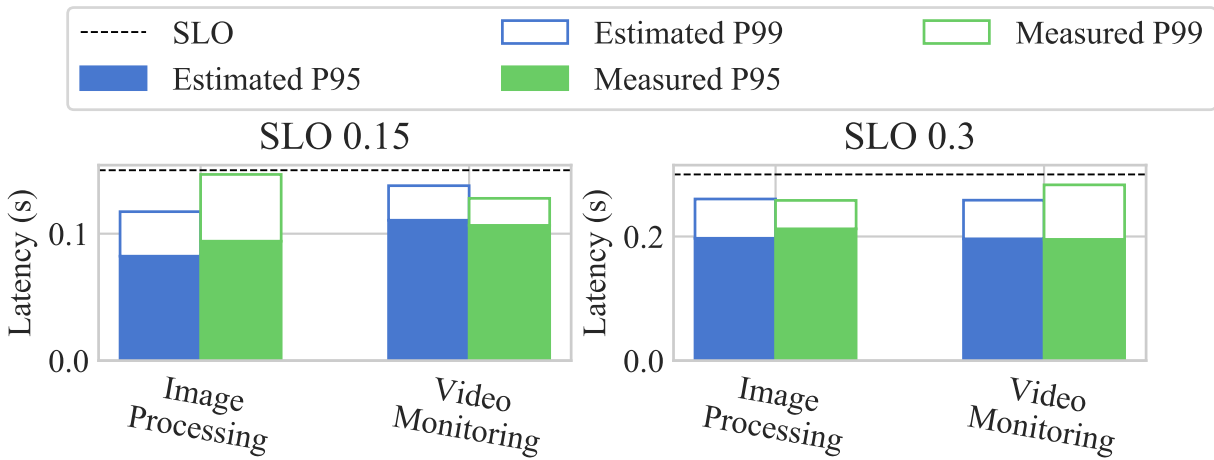 SLO
Estimated P99
Measured P99
Estimated P95
Measured P95
SLO 0.15
SLO 0.3
Latency (s)
0.1
0.0
Image
Processing
Video
Monitoring
Latency (s)
0.2
0.0
Image
Processing
Video
Monitoring